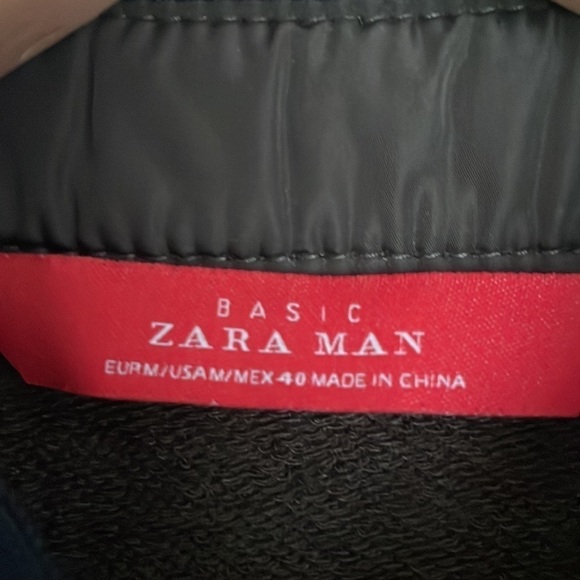 BASIC
ZARA MAN
EUR M/USA M/MEX 40 MADE IN CHINA